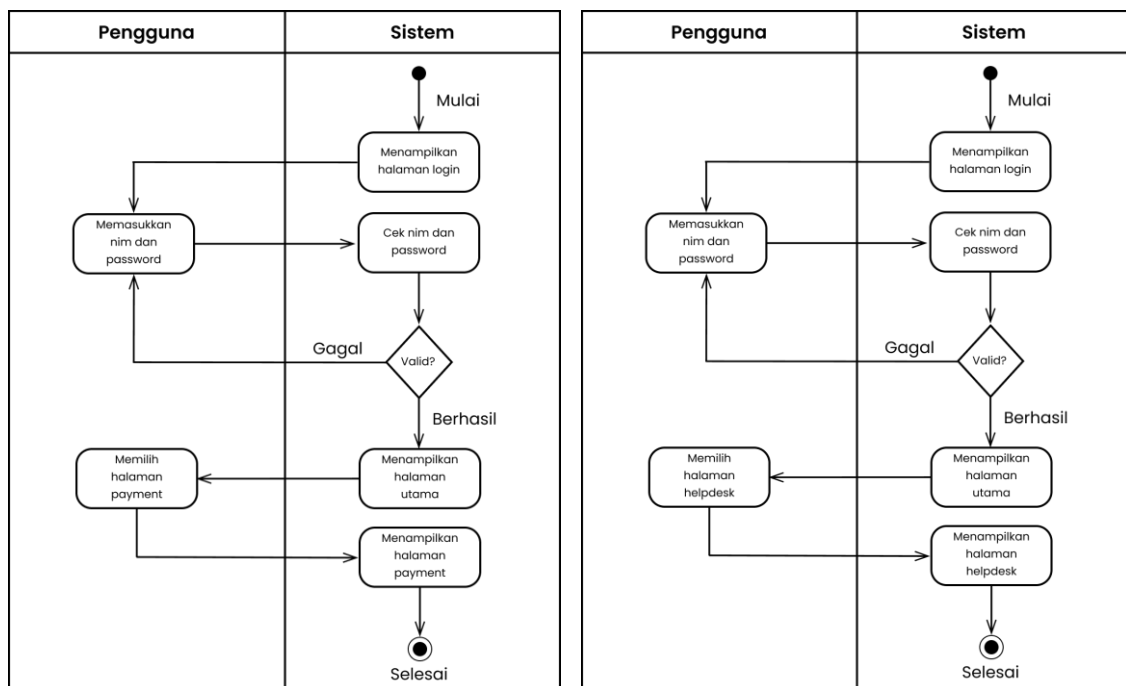 Pengguna
Sistem
Mulai
Menampilkan
halaman login
Memasukkan
nim dan
password
Cek nim dan
password
Gagal
Valid?
Berhasil
Memilih
halaman
payment
Menampilkan
halaman
utama
Menampilkan
halaman
payment
Selesai
Pengguna
Sistem
Mulai
Menampilkan
halaman login
Memasukkan
nim dan
password
Cek nim dan
password
Gagal
Valid?
Berhasil
Memilih
halaman
helpdesk
Menampilkan
halaman
utama
Menampilkan
halaman
helpdesk
Selesai